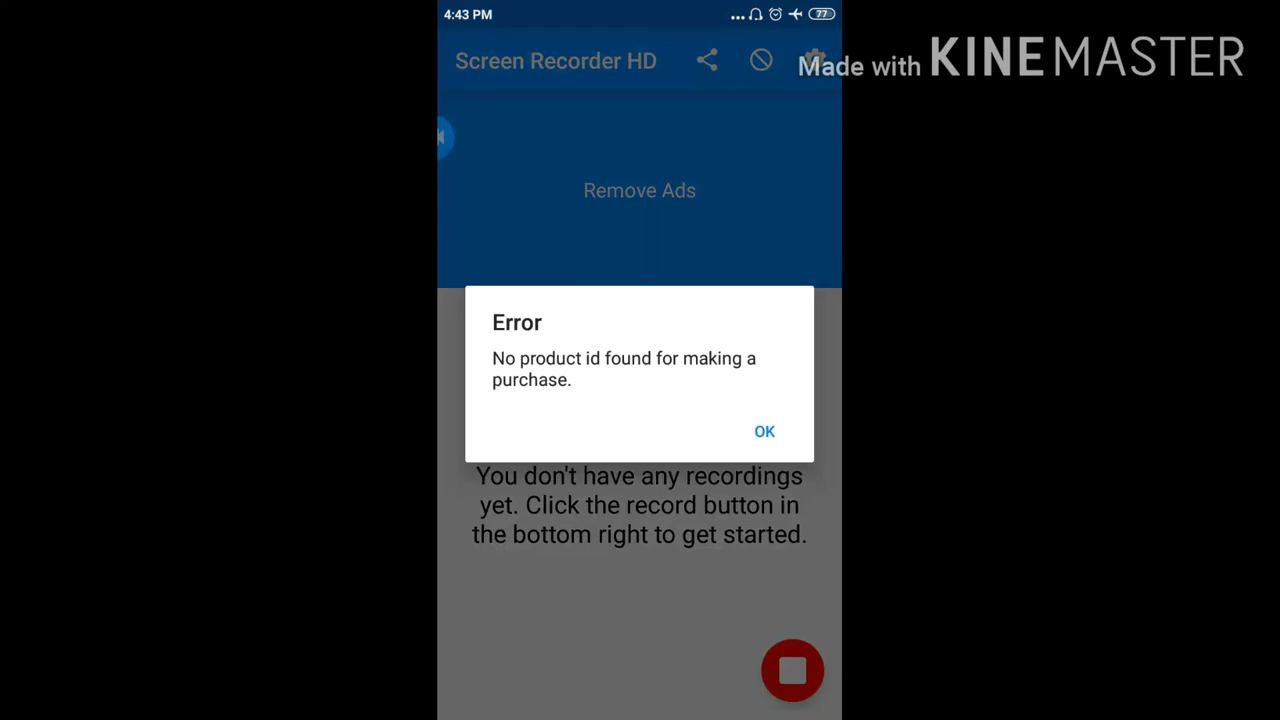 4:43 PM
77
Screen Recorder HD
Made with KINEMASTER
Remove Ads
Error
No product id found for making a
purchase.
OK
You don't have any recordings
yet. Click the record button in
the bottom right to get started.